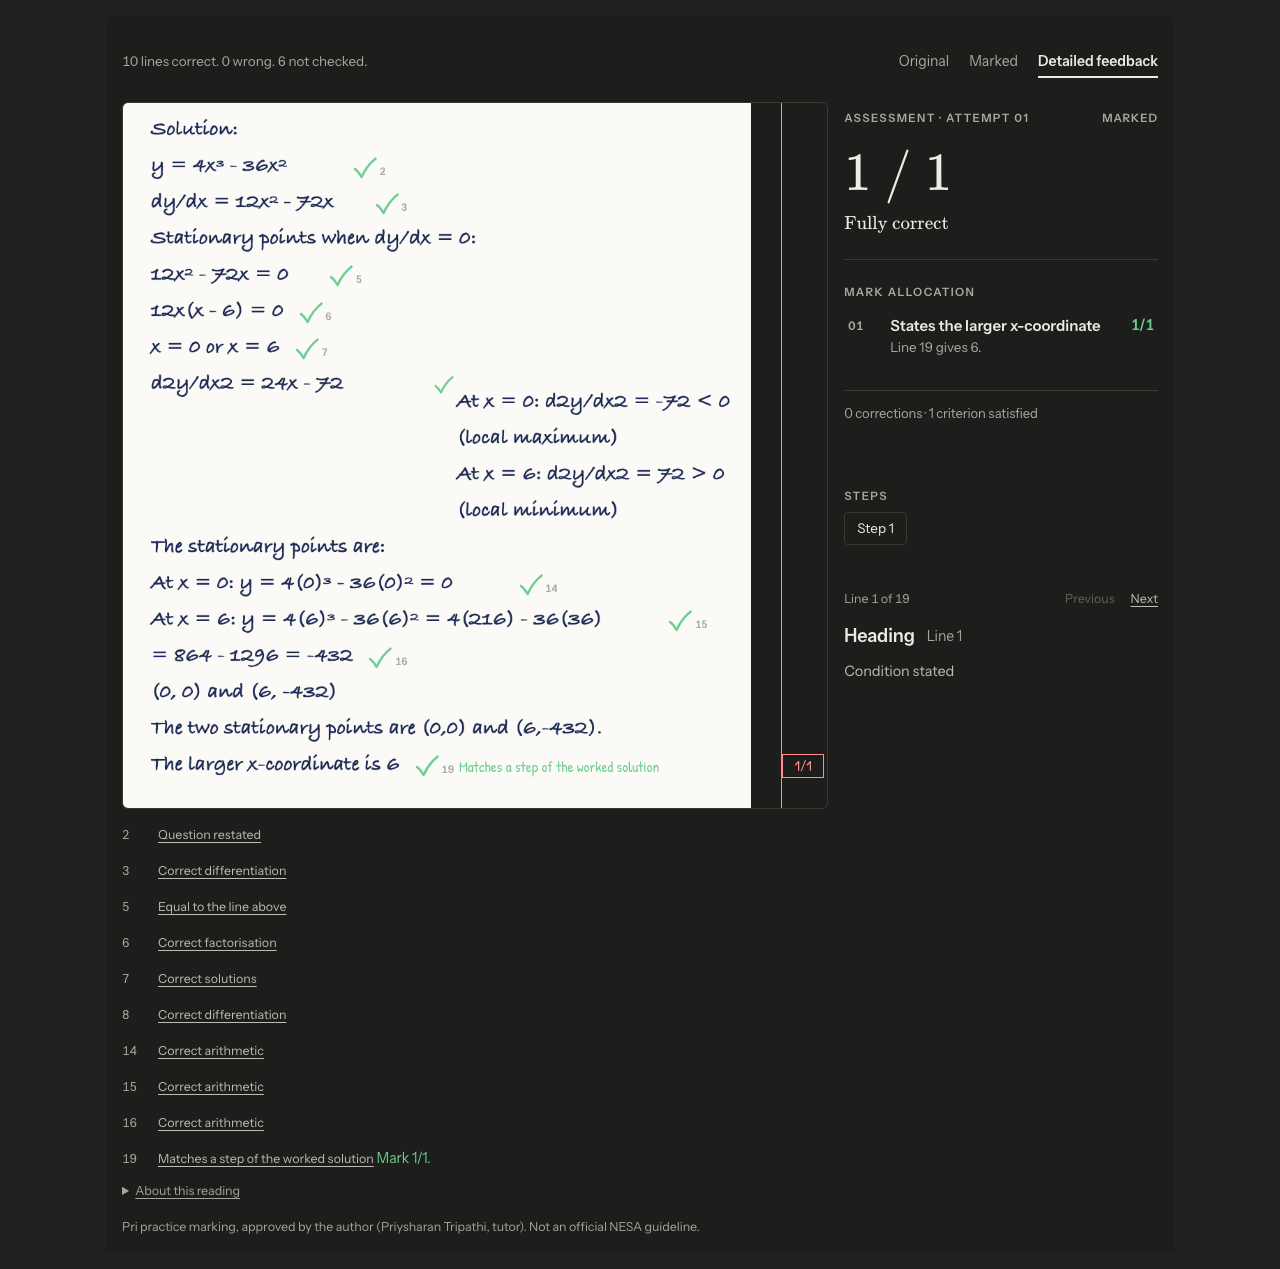 10 lines correct. 0 wrong. 6 not checked.
Original Marked Detailed feedback
Solution:
y = 4x³ - 36x² 2
dy/dx = 12x² - 72x 3
Stationary points when dy/dx = 0:
12x² - 72x = 0 5
12x(x - 6) = 0 6
x = 0 or x = 6 7
d2y/dx2 = 24x - 72
At x = 0: d2y/dx2 = -72 < 0
(local maximum)
At x = 6: d2y/dx2 = 72 > 0
(local minimum)
The stationary points are:
At x = 0: y = 4(0)³ - 36(0)² = 0 14
At x = 6: y = 4(6)³ - 36(6)² = 4(216) - 36(36) 15
= 864 - 1296 = -432 16
(0, 0) and (6, -432)
The two stationary points are (0,0) and (6,-432).
The larger x-coordinate is 6 19 Matches a step of the worked solution 1/1
ASSESSMENT · ATTEMPT 01 MARKED
1 / 1
Fully correct
MARK ALLOCATION
01 States the larger x-coordinate 1/1
Line 19 gives 6.
0 corrections · 1 criterion satisfied
STEPS
Step 1
Line 1 of 19 Previous Next
Heading Line 1
Condition stated
2 Question restated
3 Correct differentiation
5 Equal to the line above
6 Correct factorisation
7 Correct solutions
8 Correct differentiation
14 Correct arithmetic
15 Correct arithmetic
16 Correct arithmetic
19 Matches a step of the worked solution Mark 1/1.
About this reading
Pri practice marking, approved by the author (Priysharan Tripathi, tutor). Not an official NESA guideline.